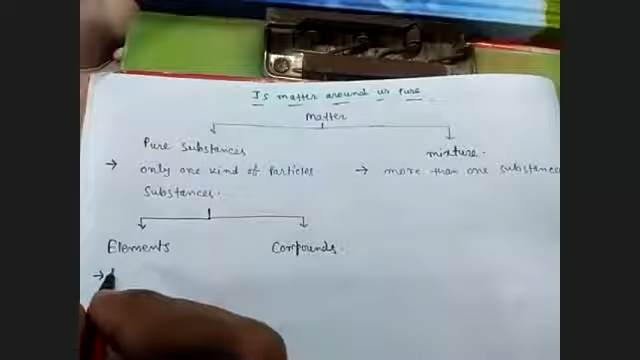 Is matter around us Pure
Matter
Pure Substances
mixture.
→ only one kind of Particles
→ more than one substance
Substances.
Elements
Compounds.
→